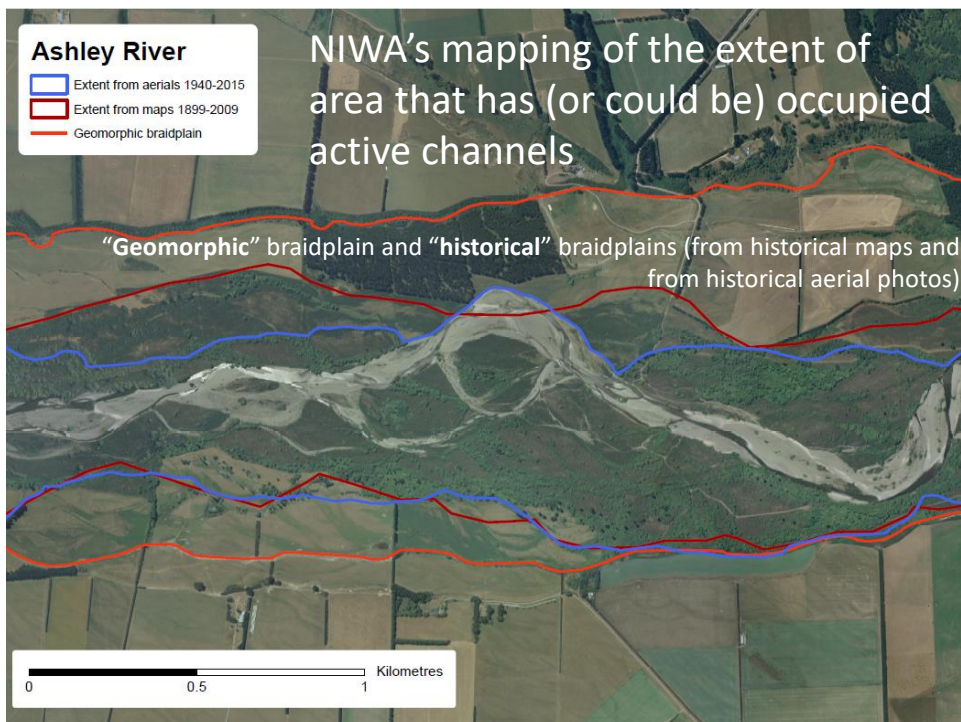 Ashley River
Extent from aerials 1940-2015
Extent from maps 1899-2009
Geomorphic braidplain
NIWA's mapping of the extent of
area that has (or could be) occupied
active channels
“Geomorphic” braidplain and “historical” braidplains (from historical maps and
from historical aerial photos)
Kilometres
0 0.5 1